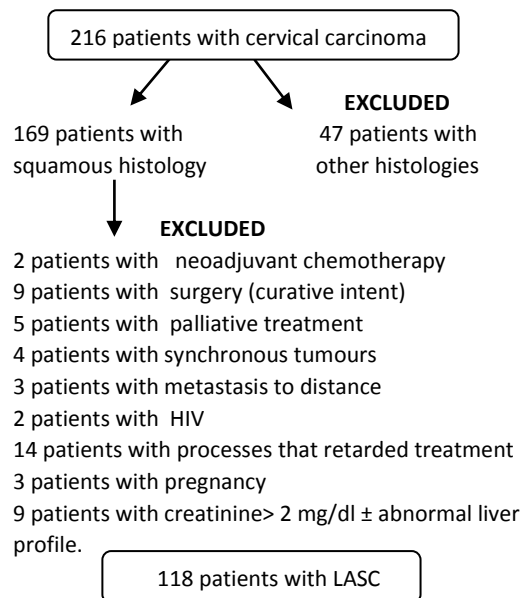 216 patients with cervical carcinoma
EXCLUDED
169 patients with
squamous histology
47 patients with
other histologies
EXCLUDED
2 patients with neoadjuvant chemotherapy
9 patients with surgery (curative intent)
5 patients with palliative treatment
4 patients with synchronous tumours
3 patients with metastasis to distance
2 patients with HIV
14 patients with processes that retarded treatment
3 patients with pregnancy
9 patients with creatinine> 2 mg/dl ± abnormal liver
profile.
118 patients with LASC